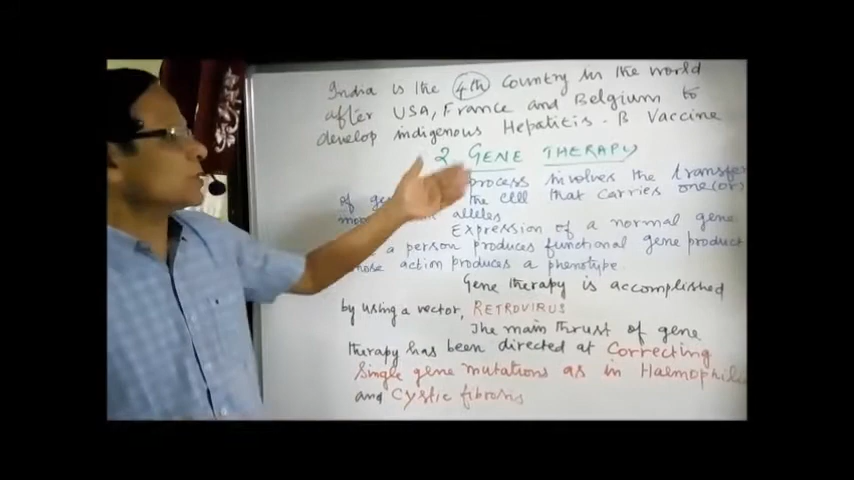 India is the 4th Country in the world
after USA, France and Belgium to
develop indigenous Hepatitis - B Vaccine
2 GENE THERAPY
process involves the transfer
of the cell that carries one (or)
alleles
Expression of a normal gene
a person produces functional gene product
whose action produces a phenotype.
Gene therapy is accomplished
by using a vector, RETROVIRUS
The main thrust of gene
therapy has been directed at Correcting
Single gene mutations as in Haemophilia
and Cystic fibrosis